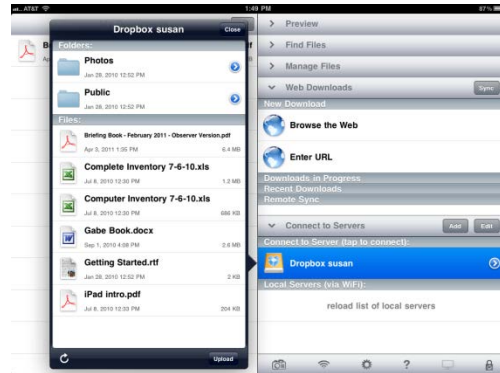 AT&T
1:49 PM
87%
Dropbox susan
Close
Folders:
Photos
Jan 28, 2010 12:52 PM
Public
Jan 28, 2010 12:52 PM
Files:
Briefing Book - February 2011 - Observer Version.pdf
Apr 3, 2011 1:35 PM
6.4 MB
Complete Inventory 7-6-10.xls
Jul 8, 2010 12:30 PM
1.2 MB
Computer Inventory 7-6-10.xls
Jul 8, 2010 12:30 PM
686 KB
Gabe Book.docx
Sep 1, 2010 4:08 PM
2.6 MB
Getting Started.rtf
Jan 28, 2010 12:52 PM
2 KB
iPad intro.pdf
Jul 8, 2010 12:33 PM
204 KB
Upload
Preview
Find Files
Manage Files
Web Downloads
Sync
New Download
Browse the Web
Enter URL
Downloads in Progress
Recent Downloads
Remote Sync
Connect to Servers
Add
Edit
Connect to Server (tap to connect):
Dropbox susan
Local Servers (via WiFi):
reload list of local servers
?